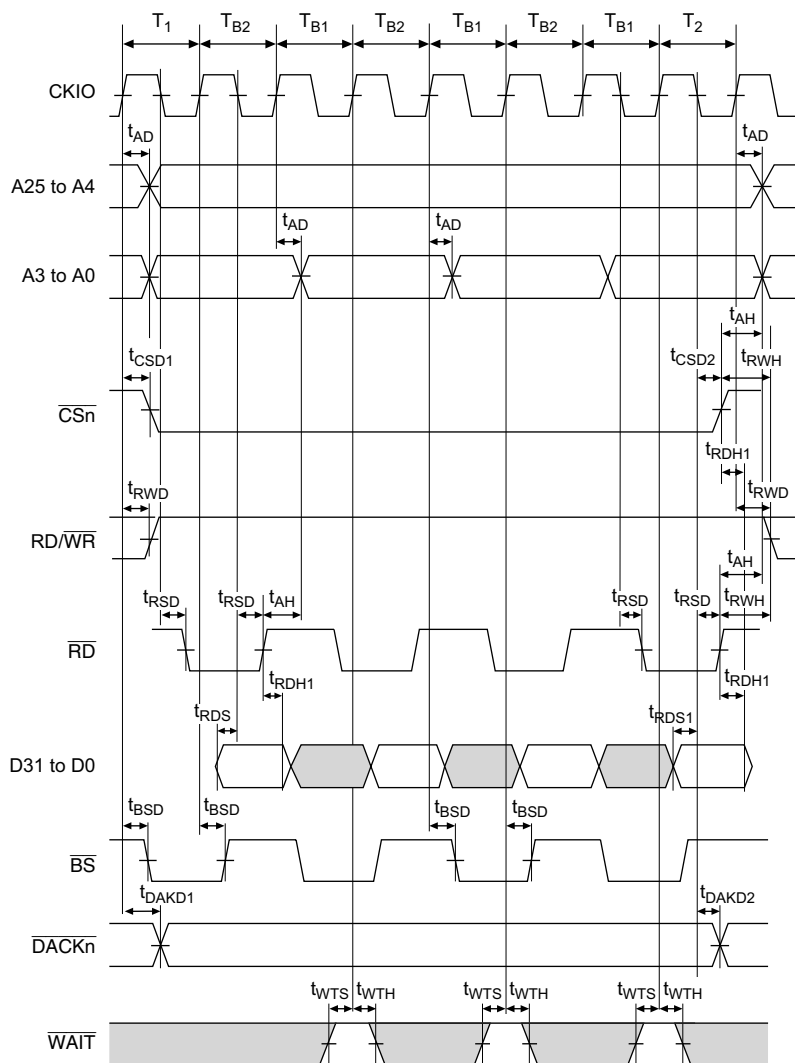 T1 TB2 TB1 TB2 TB1 TB2 TB1 T2
CKIO
tAD tAD
A25 to A4
tAD tAD
A3 to A0
tAH
tCSD1 tCSD2 tRWH
CSn
tRDH1
tRWD tRWD
RD/WR
tAH
tRSD tRSD tAH tRSD tRSD tRWH
RD
tRDH1 tRDH1
tRDS tRDS1
D31 to D0
tBSD tBSD tBSD tBSD
BS
tDAKD1 tDAKD2
DACKn
tWTS tWTH tWTS tWTH tWTS tWTH
WAIT